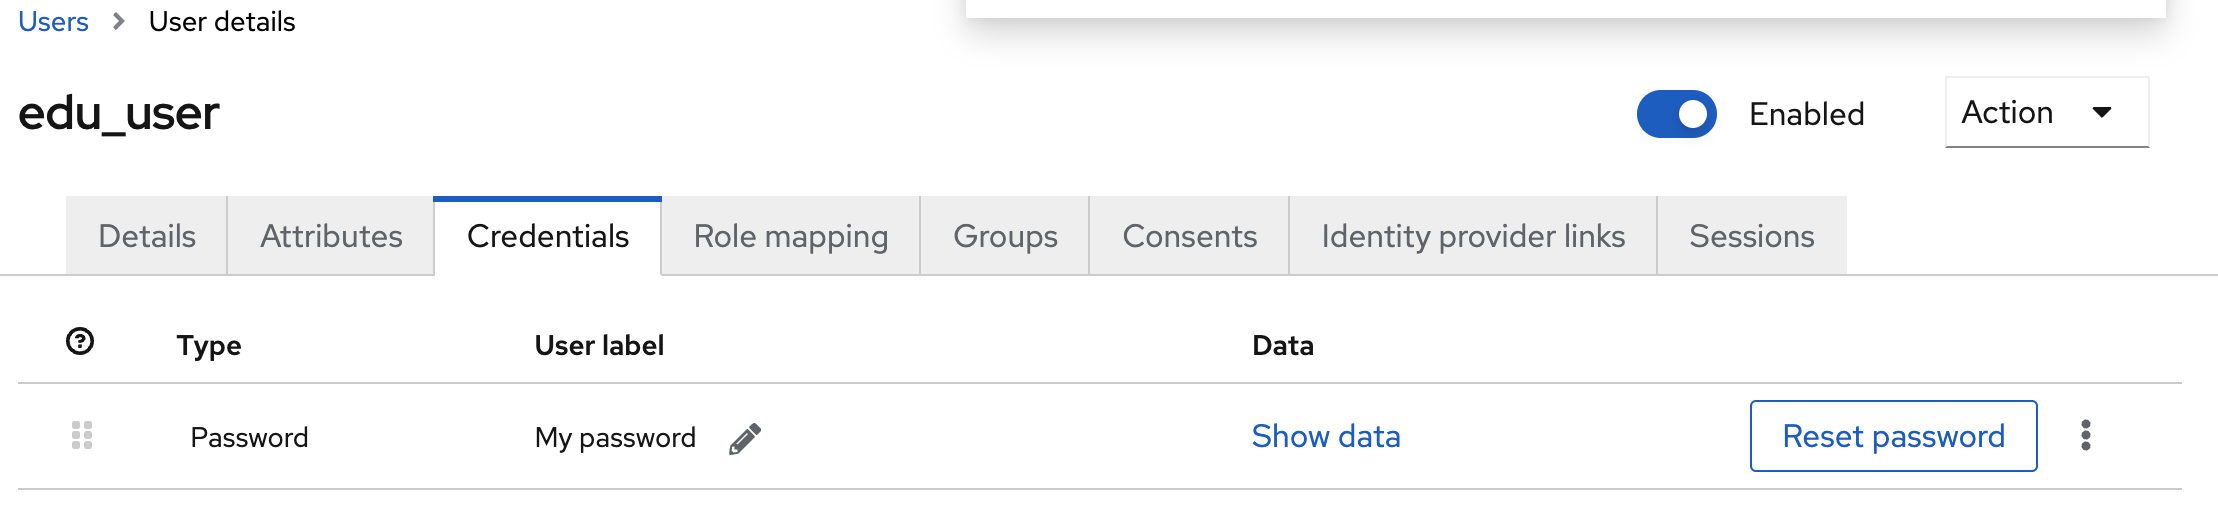 Users > User details
edu_user
Enabled
Action
Details Attributes Credentials Role mapping Groups Consents Identity provider links Sessions
Type User label Data
Password My password Show data Reset password